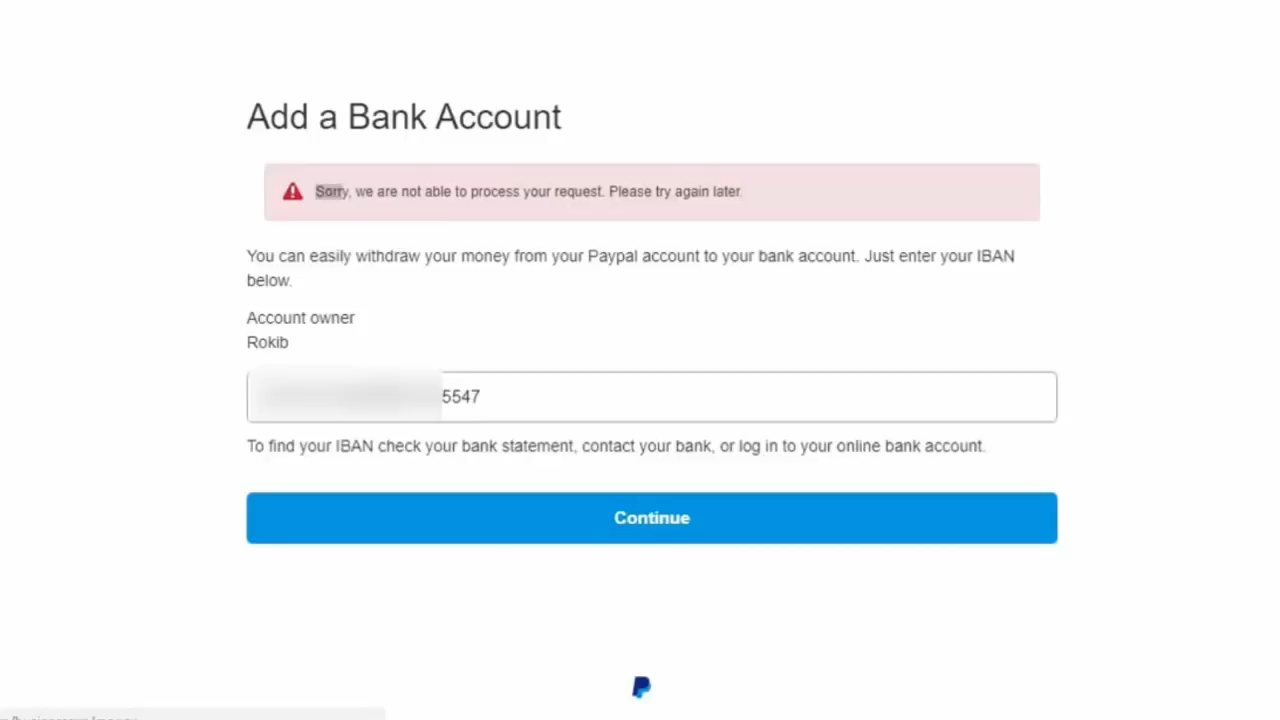 Add a Bank Account
Sorry, we are not able to process your request. Please try again later.
You can easily withdraw your money from your Paypal account to your bank account. Just enter your IBAN
below.
Account owner
Rokib
5547
To find your IBAN check your bank statement, contact your bank, or log in to your online bank account.
Continue